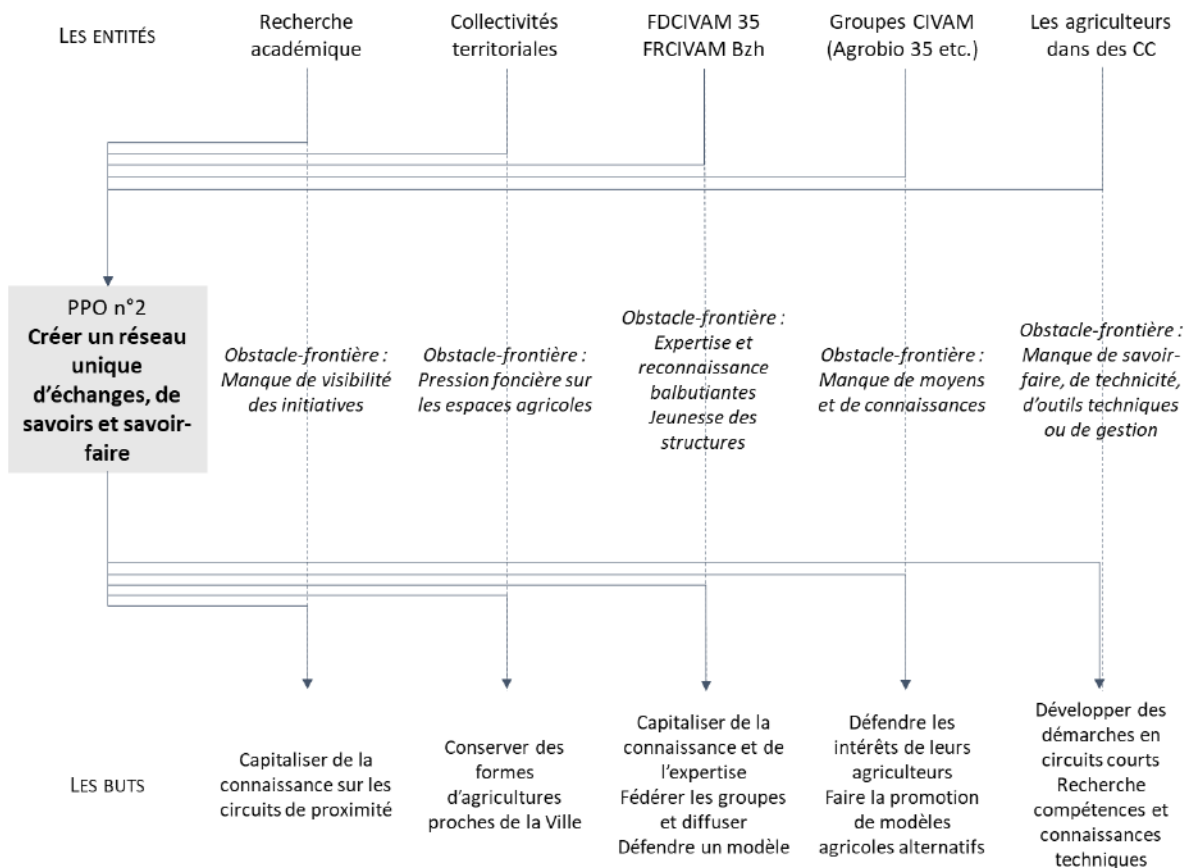 LES ENTITÉS
Recherche
académique
Collectivités
territoriales
FDCIVAM 35
FRCIVAM Bzh
Groupes CIVAM
(Agrobio 35 etc.)
Les agriculteurs
dans des CC
PPO n°2
Créer un réseau
unique
d'échanges, de
savoirs et savoir-
faire
Obstacle-frontière :
Manque de visibilité
des initiatives
Obstacle-frontière :
Pression foncière sur
les espaces agricoles
Obstacle-frontière :
Expertise et
reconnaissance
balbutiantes
Jeunesse des
structures
Obstacle-frontière :
Manque de moyens
et de connaissances
Obstacle-frontière :
Manque de savoir-
faire, de technicité,
d'outils techniques
ou de gestion
LES BUTS
Capitaliser de la
connaissance sur les
circuits de proximité
Conserver des
formes
d'agricultures
proches de la Ville
Capitaliser de la
connaissance et de
l'expertise
Fédérer les groupes
et diffuser
Défendre un modèle
Défendre les
intérêts de leurs
agriculteurs
Faire la promotion
de modèles
agricoles alternatifs
Développer des
démarches en
circuits courts
Recherche
compétences et
connaissances
techniques